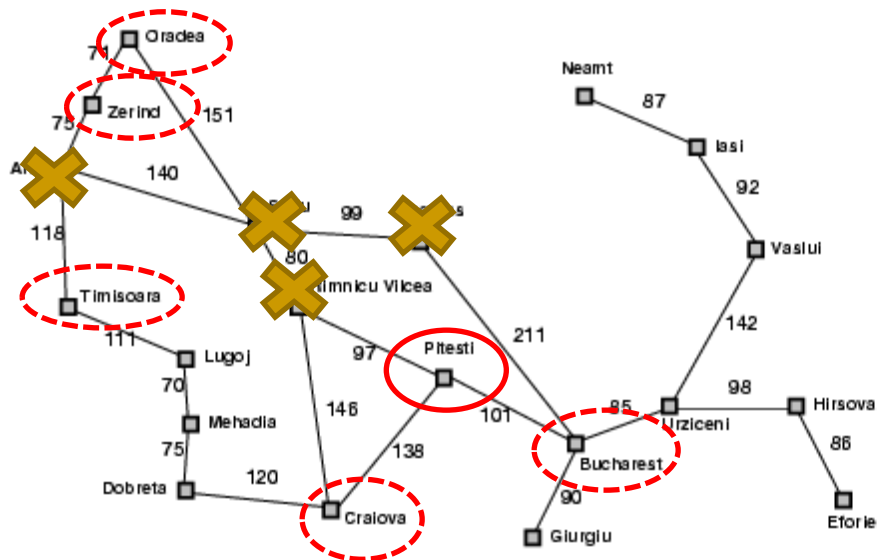 Oradea
71
Neamt
Zerind
87
75
151
Iasi
140
92
99
118
80
Vaslui
Timisoara
111
211
142
Pitesti
97
Lugoj
70
98
146
101
85
Hirsova
Mehadia
Urziceni
75
138
86
Bucharest
120
Dobreta
90
Craiova
Eforie
Giurgiu
Vilcea